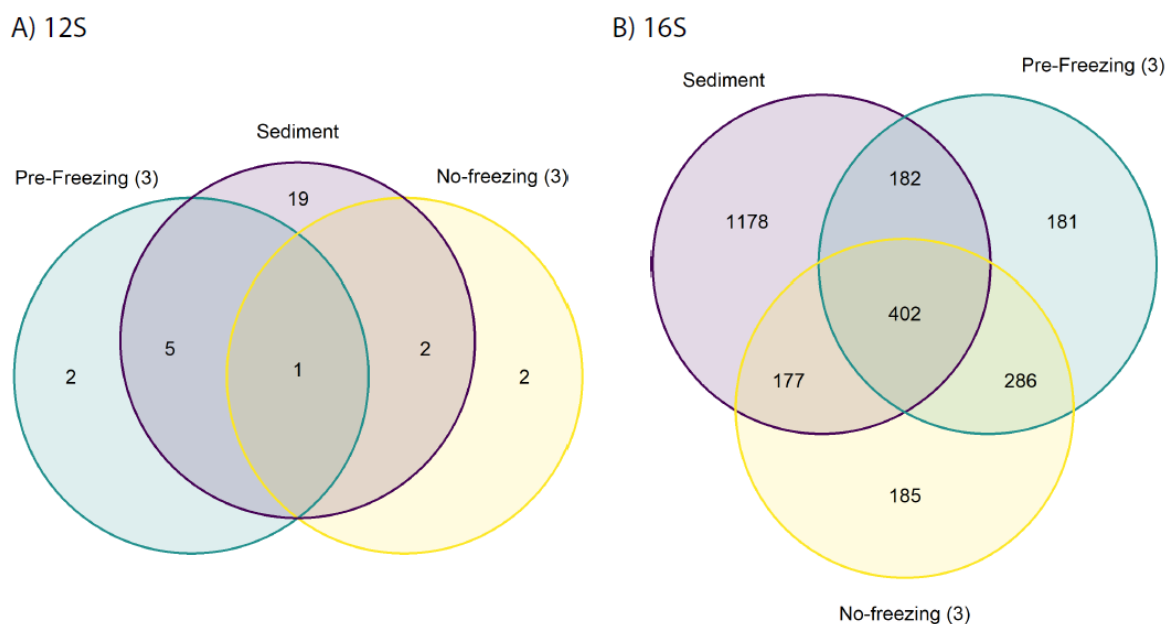 A) 12S
Sediment
Pre-Freezing (3)
No-freezing (3)
19
5
2
2
1
2
B) 16S
Pre-Freezing (3)
Sediment
182
1178
181
402
177
286
185
No-freezing (3)